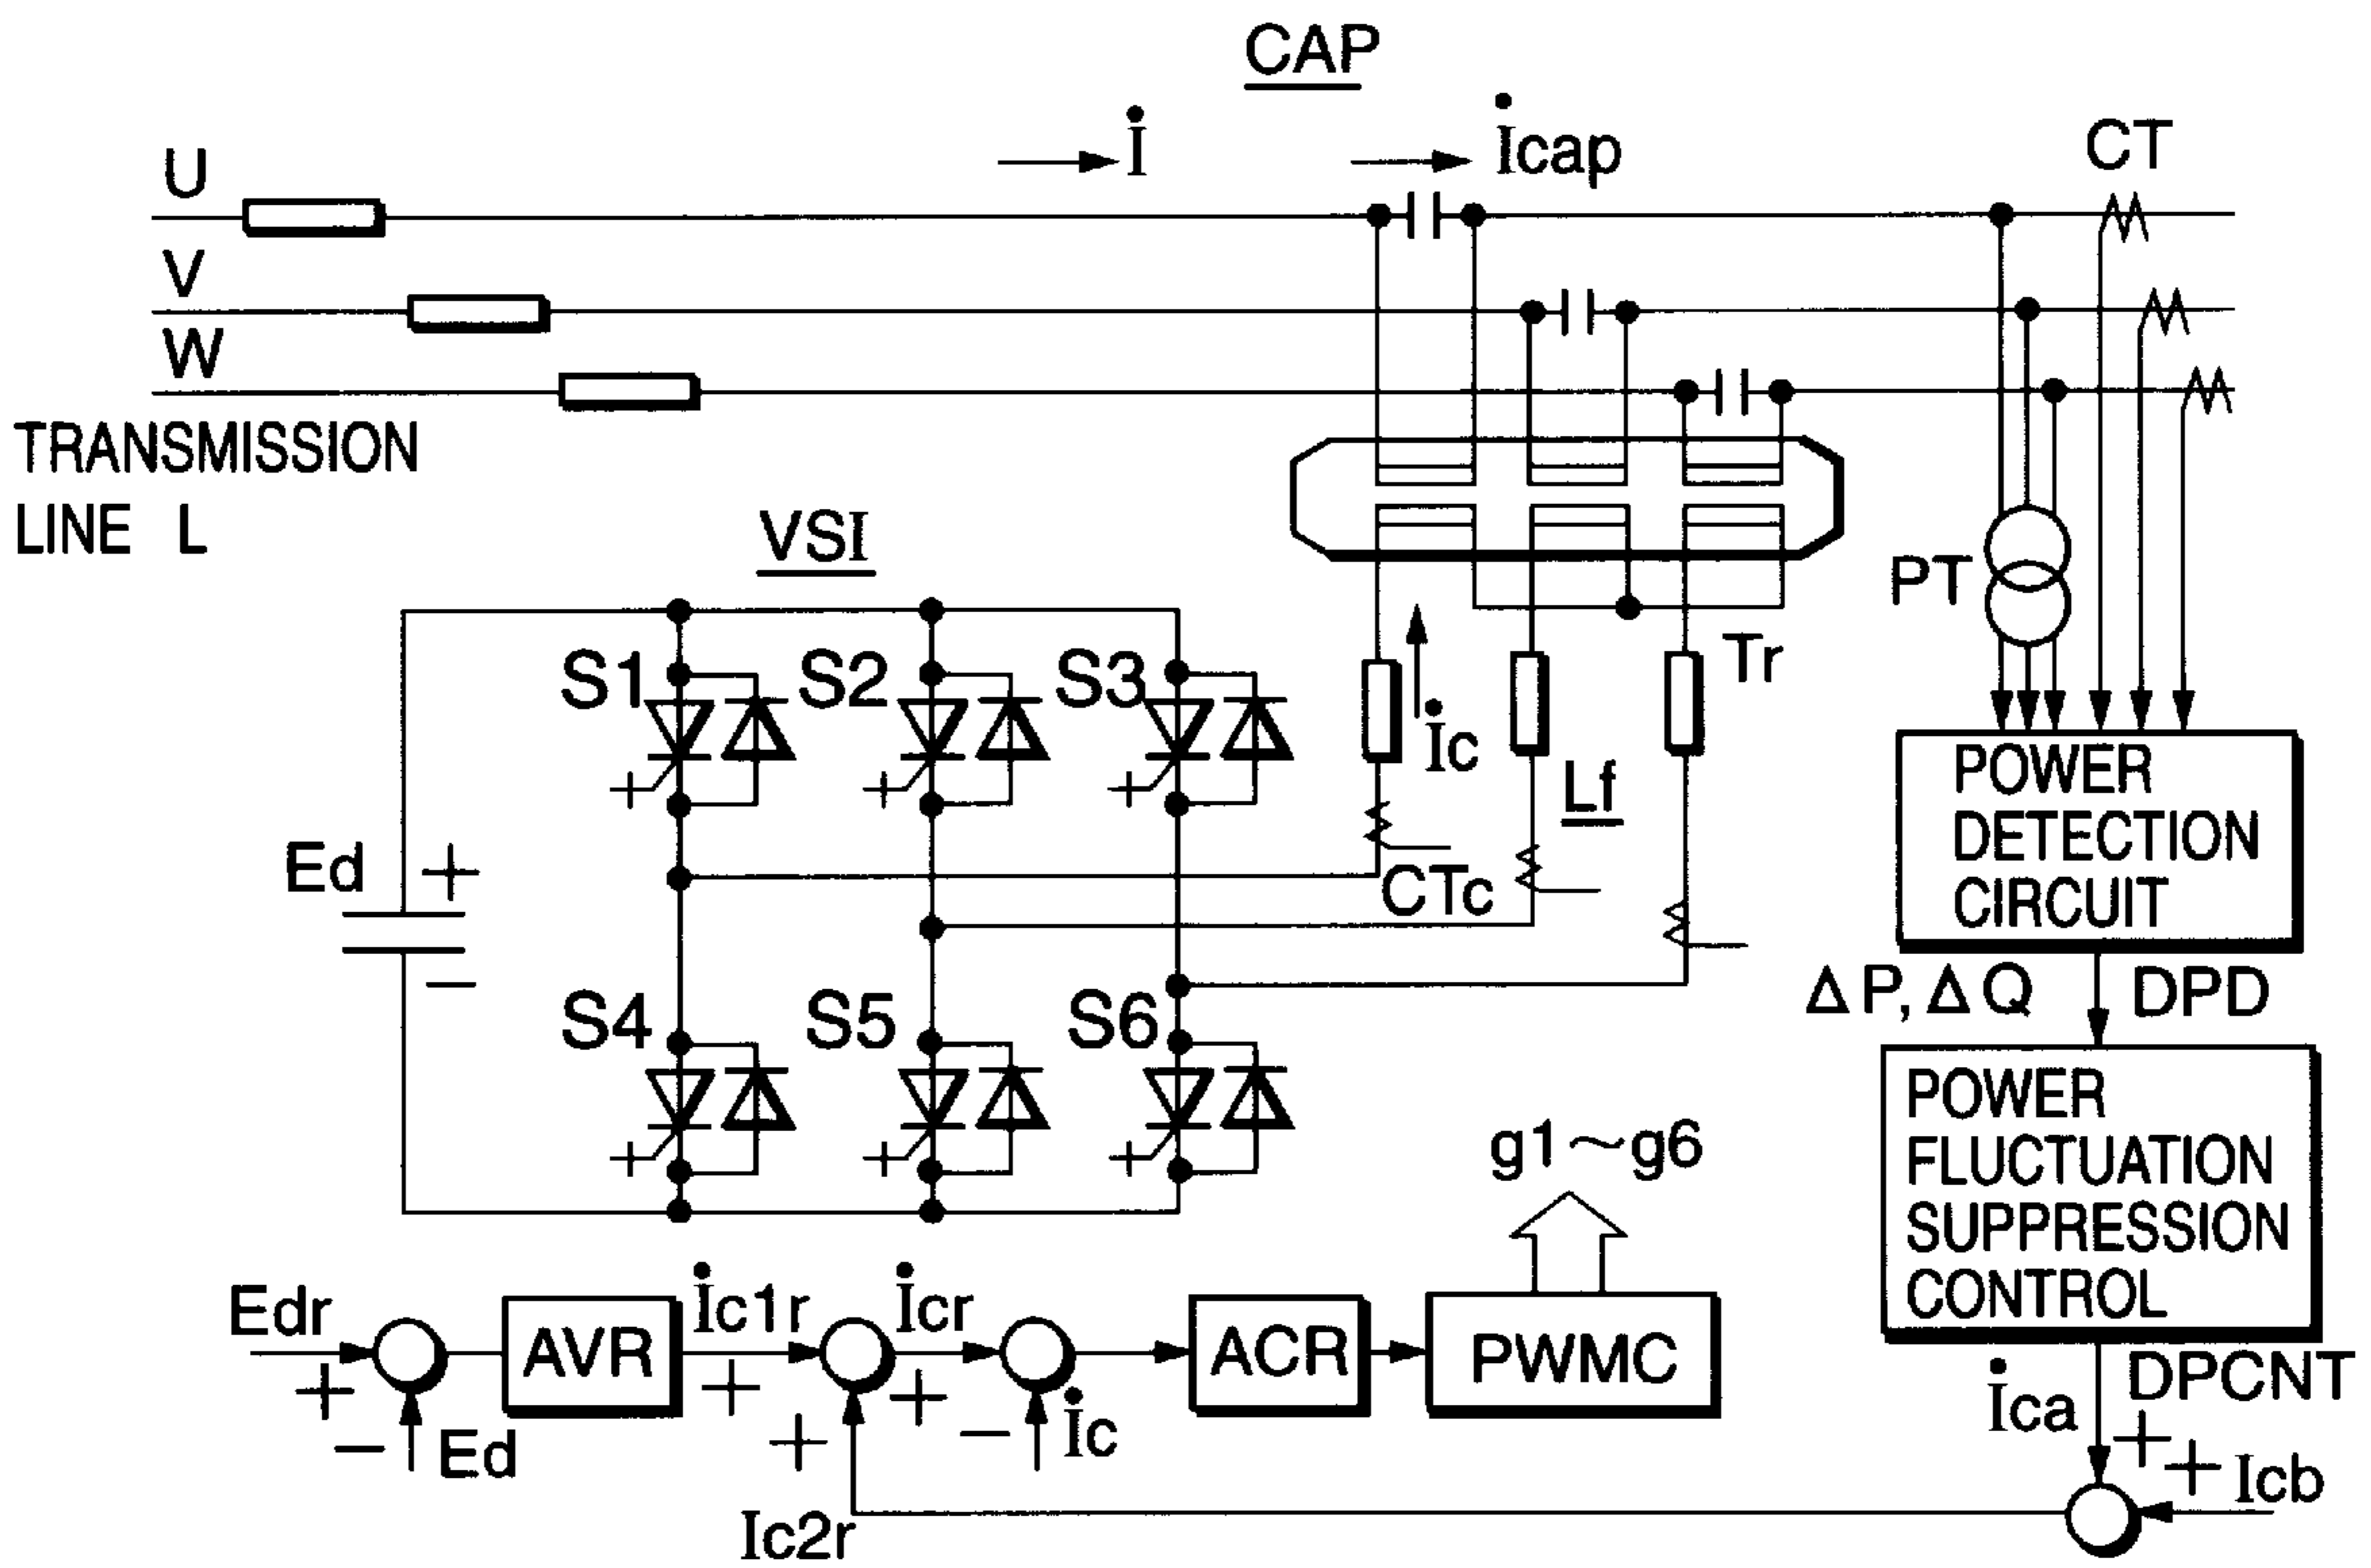 CAP
İ
İcap
CT
U
V
W
TRANSMISSION
LINE L
VSI
PT
S1
S2
S3
Tr
İc
Lf
CTc
Ed
+
−
POWER
DETECTION
CIRCUIT
ΔP, ΔQ
DPD
S4
S5
S6
POWER
FLUCTUATION
SUPPRESSION
CONTROL
g1~g6
Edr
+
−
Ed
AVR
İc1r
+
+
İcr
+
−
İc
ACR
PWMC
İca
DPCNT
+
+
Icb
Ic2r